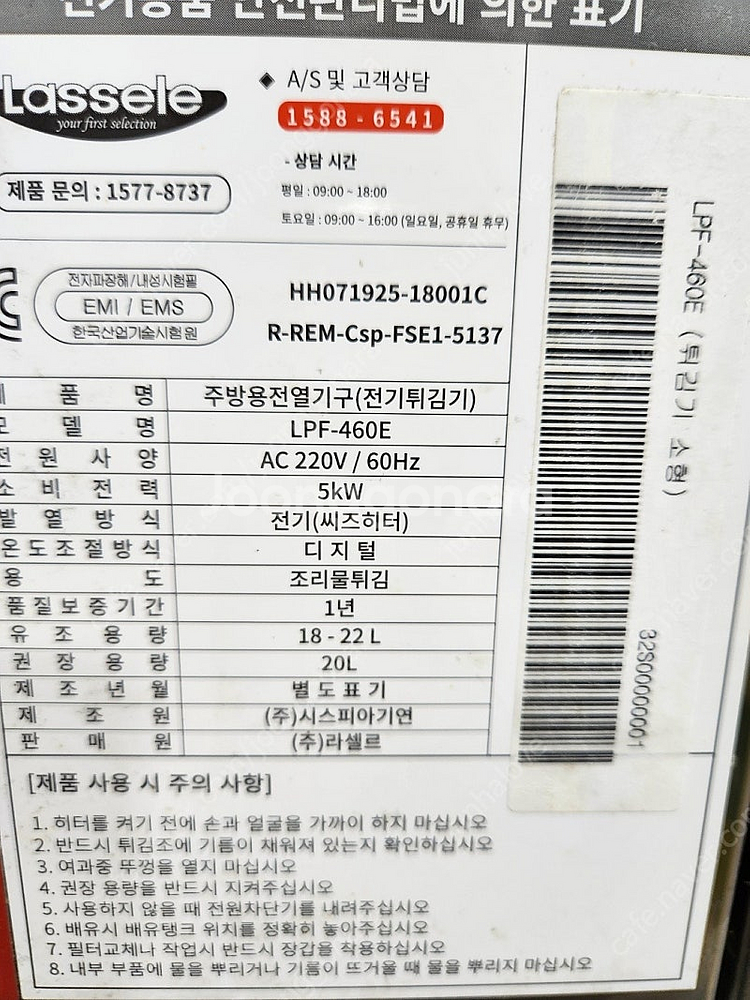 전기용품 안전관리법에 의한 표기
Lassele
your first selection
◆ A/S 및 고객상담
1588 - 6541
- 상담 시간
평일 : 09:00 ~ 18:00
토요일 : 09:00 ~ 16:00 (일요일, 공휴일 휴무)
제품 문의 : 1577-8737
전자파장해/내성시험필
EMI / EMS
한국산업기술시험원
HH071925-18001C
R-REM-Csp-FSE1-5137
제 품 명 주방용전열기구(전기튀김기)
모 델 명 LPF-460E
전 원 사 양 AC 220V / 60Hz
소 비 전 력 5kW
발 열 방 식 전기(씨즈히터)
온 도 조 절 방 식 디 지 털
용 도 조리물튀김
품 질 보 증 기 간 1년
유 조 용 량 18 - 22 L
권 장 용 량 20L
제 조 년 월 별 도 표 기
제 조 원 (주)시스피아기연
판 매 원 (주)라셀르
[제품 사용 시 주의 사항]
1. 히터를 켜기 전에 손과 얼굴을 가까이 하지 마십시오
2. 반드시 튀김조에 기름이 채워져 있는지 확인하십시오
3. 여과중 뚜껑을 열지 마십시오
4. 권장 용량을 반드시 지켜주십시오
5. 사용하지 않을 때 전원차단기를 내려주십시오
6. 배유시 배유탱크 위치를 정확히 놓아주십시오
7. 필터교체나 작업시 반드시 장갑을 착용하십시오
8. 내부 부품에 물을 뿌리거나 기름이 뜨거울 때 물을 뿌리지 마십시오
LPF-460E (튀김기 소형)
32S00000001